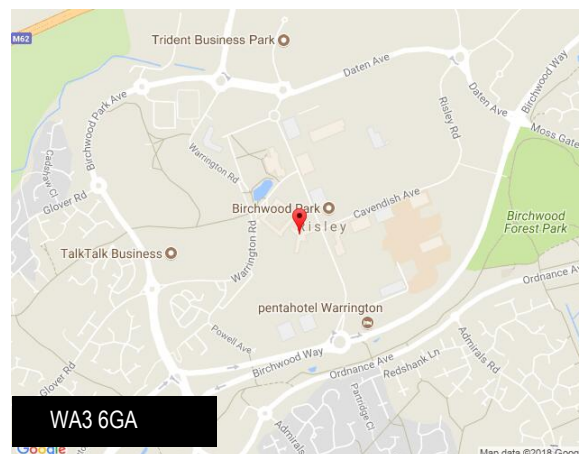 M62
Trident Business Park
Daten Ave
Birchwood Way
Birchwood Park Ave
Risley Rd
Daten Ave
Moss Gate
Cadshaw Cl
Warrington Rd
Glover Rd
Birchwood Park
Cavendish Ave
Risley
Birchwood
Forest Park
TalkTalk Business
Warrington Rd
Ordnance Ave
pentahotel Warrington
Powell Ave
Birchwood Way
Ordnance Ave
Redshank Ln
Admirals Rd
Glover Rd
Partridge Cl
Admirals
WA3 6GA
Google
Map data ©2018 Goog